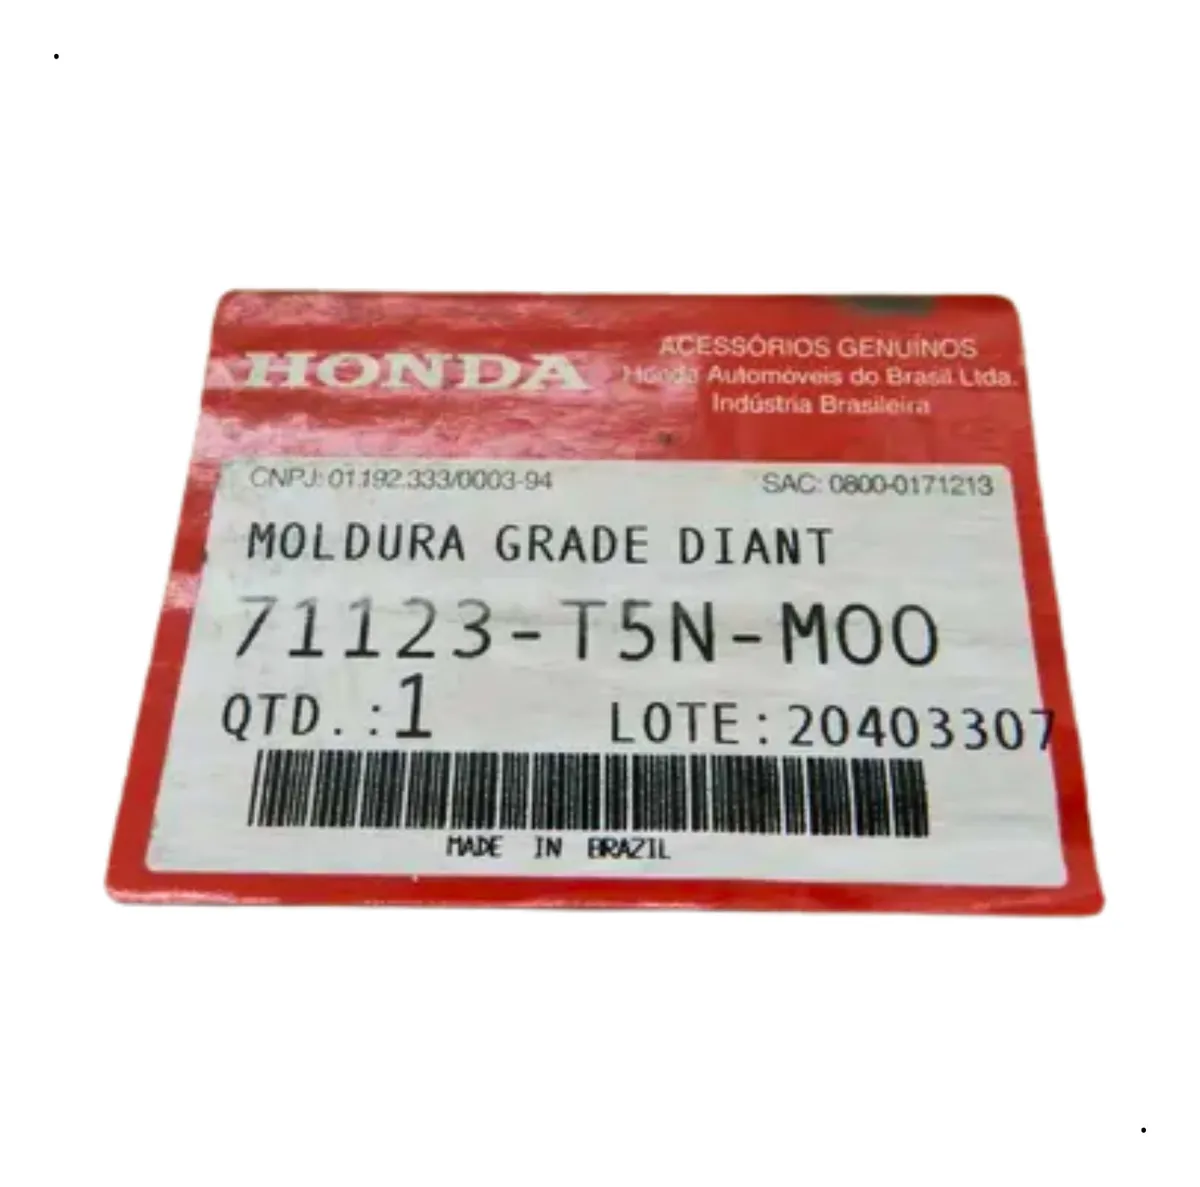 HONDA
ACESSÓRIOS GENUÍNOS
Honda Automóveis do Brasil Ltda.
Indústria Brasileira
CNPJ: 01.192.333/0003-94
SAC: 0800-0171213
MOLDURA GRADE DIANT
71123-T5N-M00
QTD.:1
LOTE:20403307
MADE IN BRAZIL